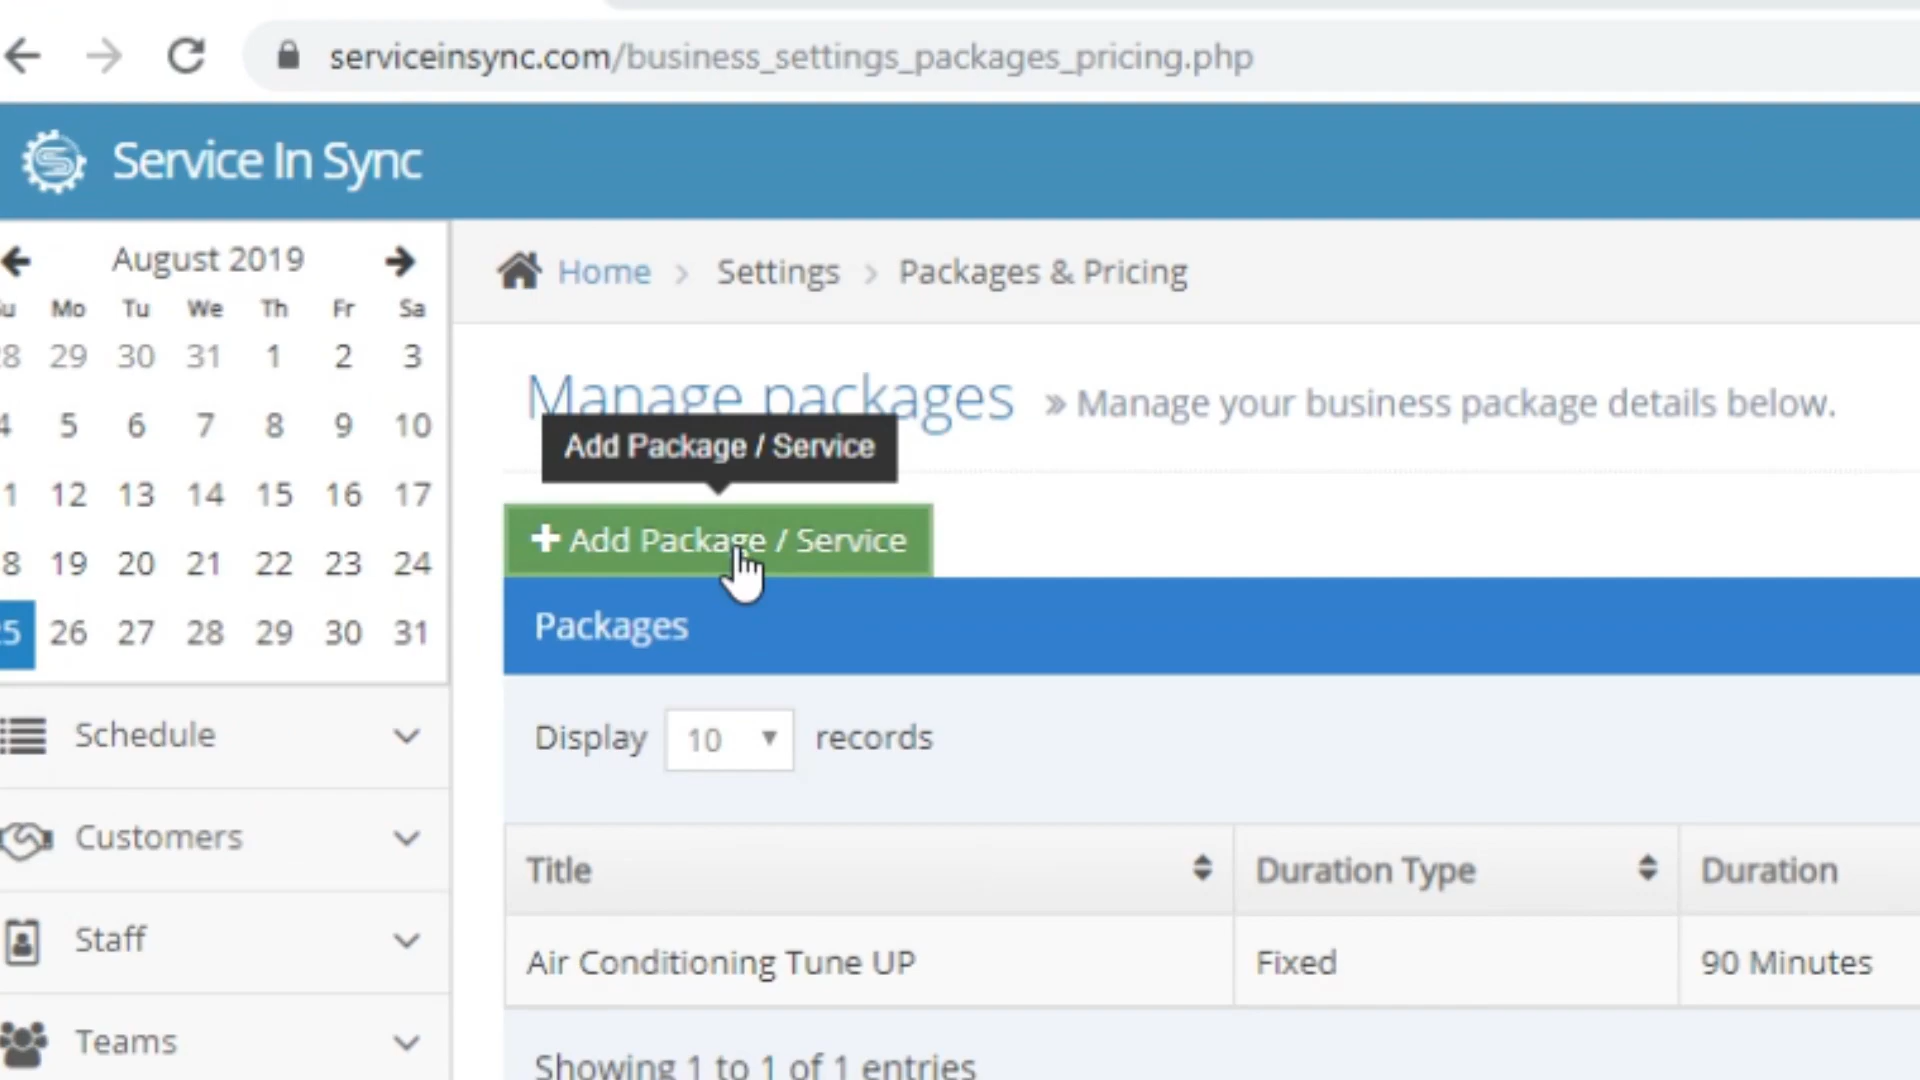 serviceinsync.com/business_settings_packages_pricing.php
Service In Sync
August 2019
Mo Tu We Th Fr Sa
29 30 31 1 2 3
5 6 7 8 9 10
12 13 14 15 16 17
19 20 21 22 23 24
26 27 28 29 30 31
Schedule
Customers
Staff
Teams
Home > Settings > Packages & Pricing
Manage packages » Manage your business package details below.
Add Package / Service
+ Add Package / Service
Packages
Display 10 records
Title Duration Type Duration
Air Conditioning Tune UP Fixed 90 Minutes
Showing 1 to 1 of 1 entries